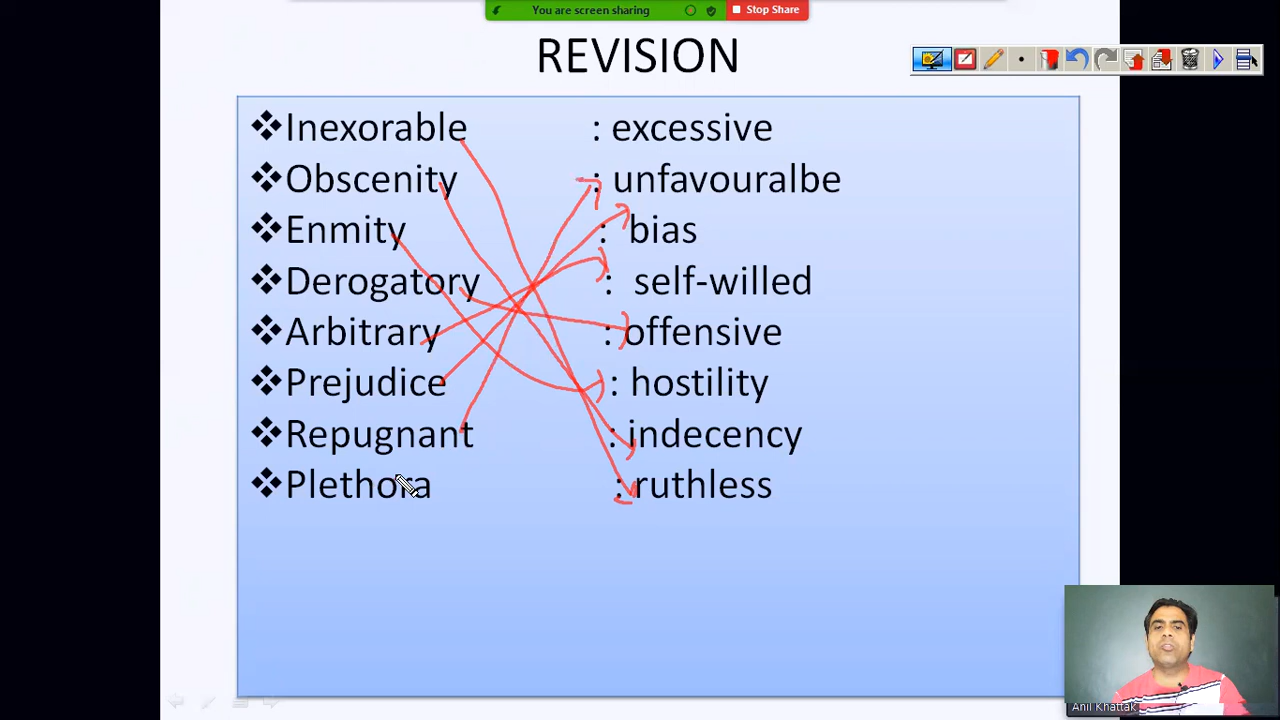 You are screen sharing
Stop Share
REVISION
❖Inexorable : excessive
❖Obscenity : unfavouralbe
❖Enmity : bias
❖Derogatory : self-willed
❖Arbitrary : offensive
❖Prejudice : hostility
❖Repugnant : indecency
❖Plethora : ruthless
Anil Khattak